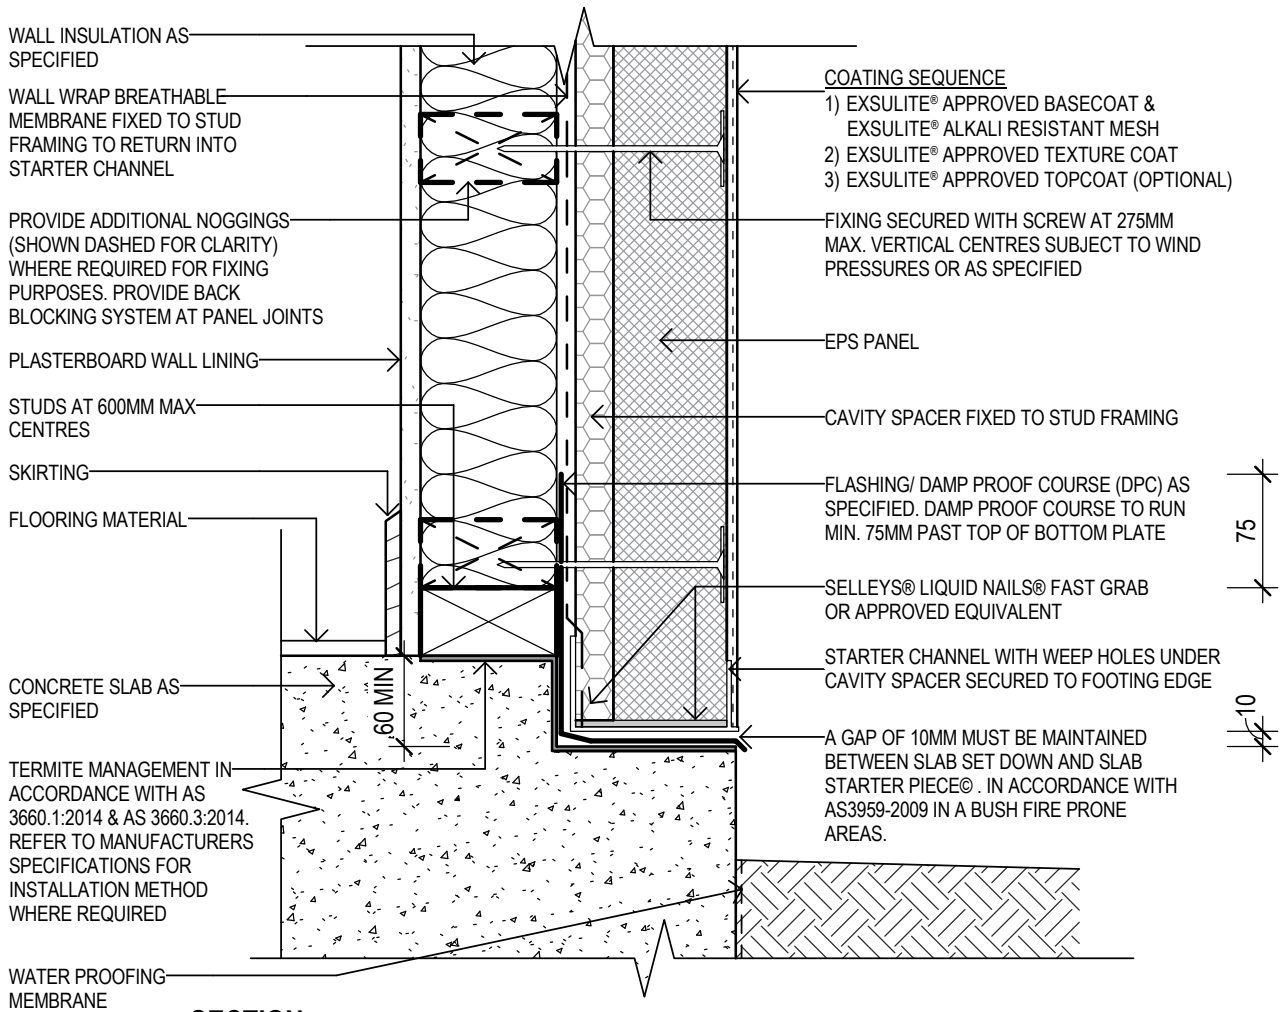 WALL INSULATION AS
SPECIFIED
WALL WRAP BREATHABLE
MEMBRANE FIXED TO STUD
FRAMING TO RETURN INTO
STARTER CHANNEL
PROVIDE ADDITIONAL NOGGINGS
(SHOWN DASHED FOR CLARITY)
WHERE REQUIRED FOR FIXING
PURPOSES. PROVIDE BACK
BLOCKING SYSTEM AT PANEL JOINTS
PLASTERBOARD WALL LINING
STUDS AT 600MM MAX
CENTRES
SKIRTING
FLOORING MATERIAL
CONCRETE SLAB AS
SPECIFIED
60 MIN
TERMITE MANAGEMENT IN
ACCORDANCE WITH AS
3660.1:2014 & AS 3660.3:2014.
REFER TO MANUFACTURERS
SPECIFICATIONS FOR
INSTALLATION METHOD
WHERE REQUIRED
WATER PROOFING
MEMBRANE
COATING SEQUENCE
1) EXSULITE® APPROVED BASECOAT &
EXSULITE® ALKALI RESISTANT MESH
2) EXSULITE® APPROVED TEXTURE COAT
3) EXSULITE® APPROVED TOPCOAT (OPTIONAL)
FIXING SECURED WITH SCREW AT 275MM
MAX. VERTICAL CENTRES SUBJECT TO WIND
PRESSURES OR AS SPECIFIED
EPS PANEL
CAVITY SPACER FIXED TO STUD FRAMING
FLASHING/ DAMP PROOF COURSE (DPC) AS
SPECIFIED. DAMP PROOF COURSE TO RUN
MIN. 75MM PAST TOP OF BOTTOM PLATE
75
SELLEYS® LIQUID NAILS® FAST GRAB
OR APPROVED EQUIVALENT
STARTER CHANNEL WITH WEEP HOLES UNDER
CAVITY SPACER SECURED TO FOOTING EDGE
10
A GAP OF 10MM MUST BE MAINTAINED
BETWEEN SLAB SET DOWN AND SLAB
STARTER PIECE© . IN ACCORDANCE WITH
AS3959-2009 IN A BUSH FIRE PRONE
AREAS.
SECTION